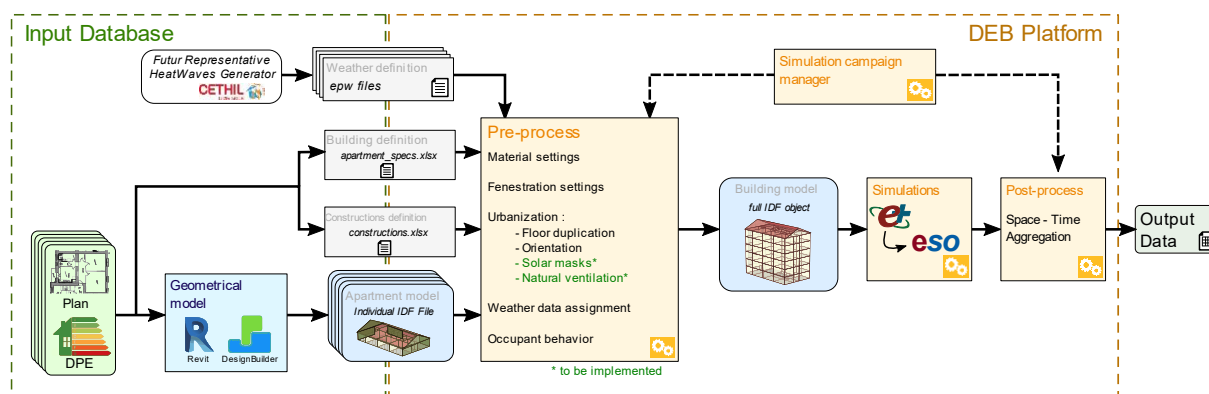 Input Database
DEB Platform
Futur Representative
HeatWaves Generator
CETHIL
Weather definition
epw files
Simulation campaign
manager
Building definition
apartment_specs.xlsx
Constructions definition
constructions.xlsx
Pre-process
Material settings
Fenestration settings
Urbanization :
- Floor duplication
- Orientation
- Solar masks*
- Natural ventilation*
Weather data assignment
Occupant behavior
* to be implemented
Building model
full IDF object
Simulations
et
eso
Post-process
Space - Time
Aggregation
Output
Data
Plan
DPE
Geometrical
model
Revit
DesignBuilder
Apartment model
Individual IDF File